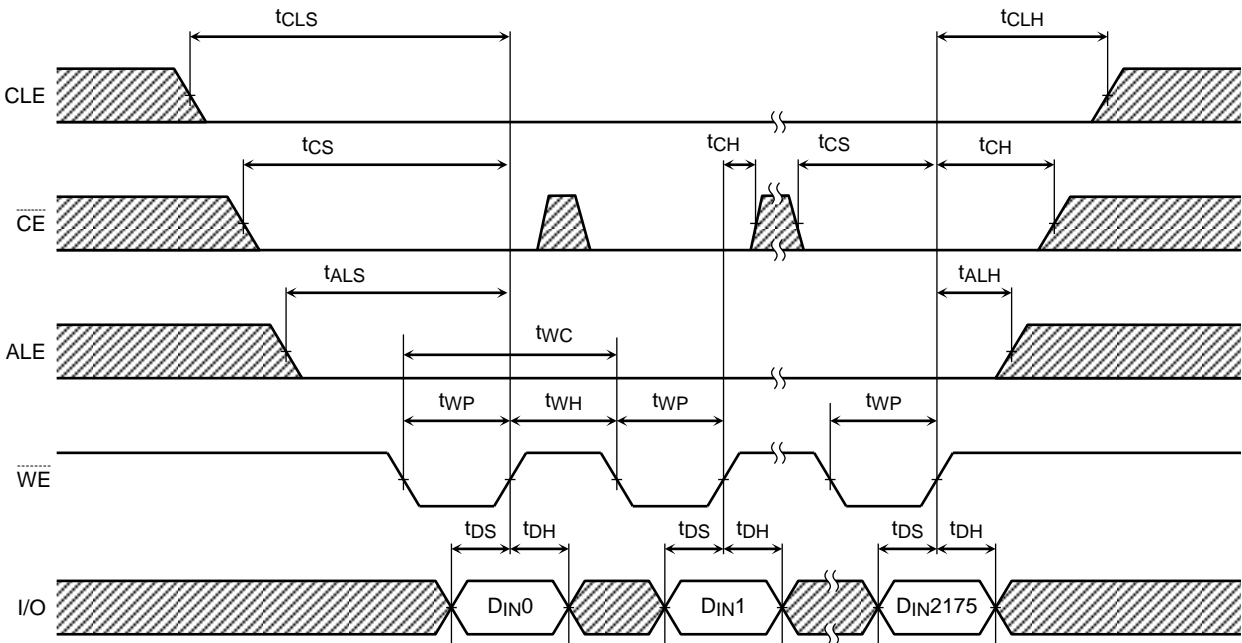 tCLS tCLH
CLE
tCS tCH tCS tCH
CE
tALS tALH
ALE
tWC
tWP tWH tWP tWP
WE
tDS tDH tDS tDH tDS tDH
I/O DIN0 DIN1 DIN2175